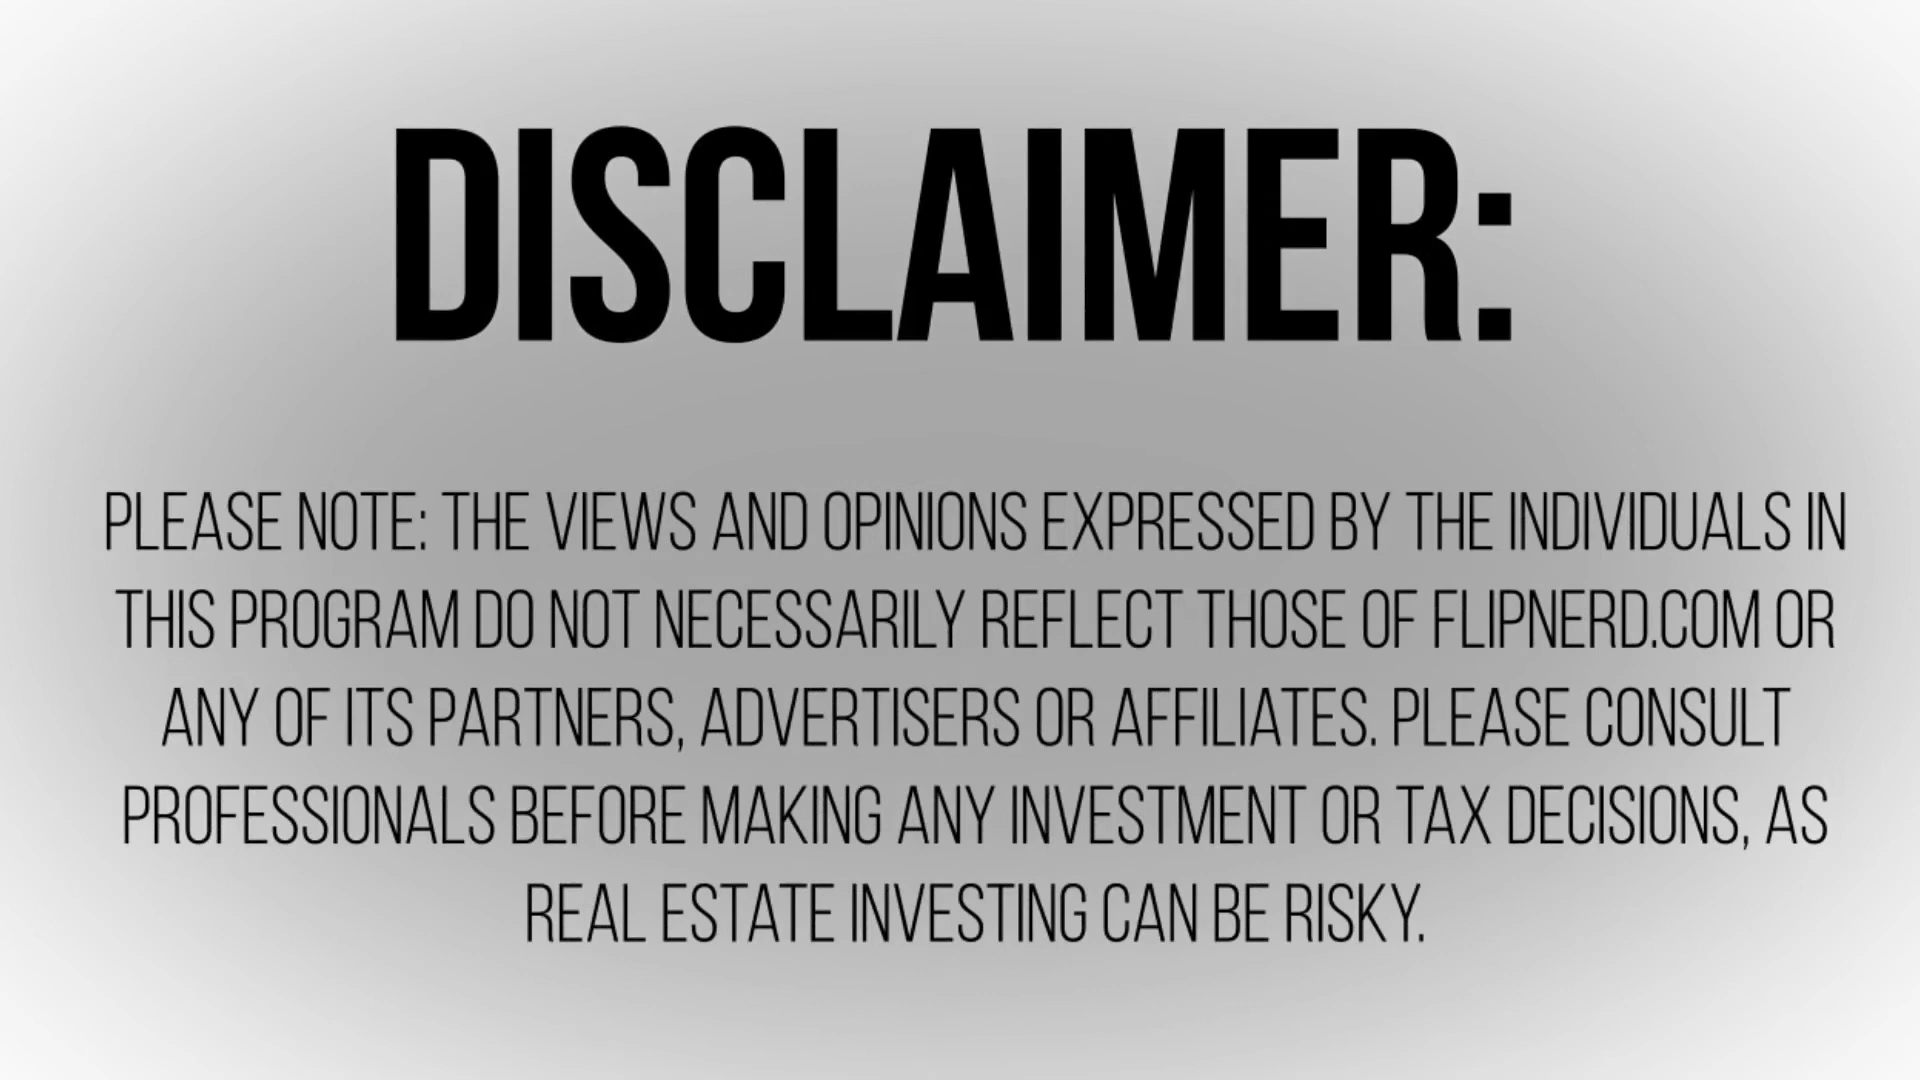 DISCLAIMER:
PLEASE NOTE: THE VIEWS AND OPINIONS EXPRESSED BY THE INDIVIDUALS IN
THIS PROGRAM DO NOT NECESSARILY REFLECT THOSE OF FLIPNERD.COM OR
ANY OF ITS PARTNERS, ADVERTISERS OR AFFILIATES. PLEASE CONSULT
PROFESSIONALS BEFORE MAKING ANY INVESTMENT OR TAX DECISIONS, AS
REAL ESTATE INVESTING CAN BE RISKY.